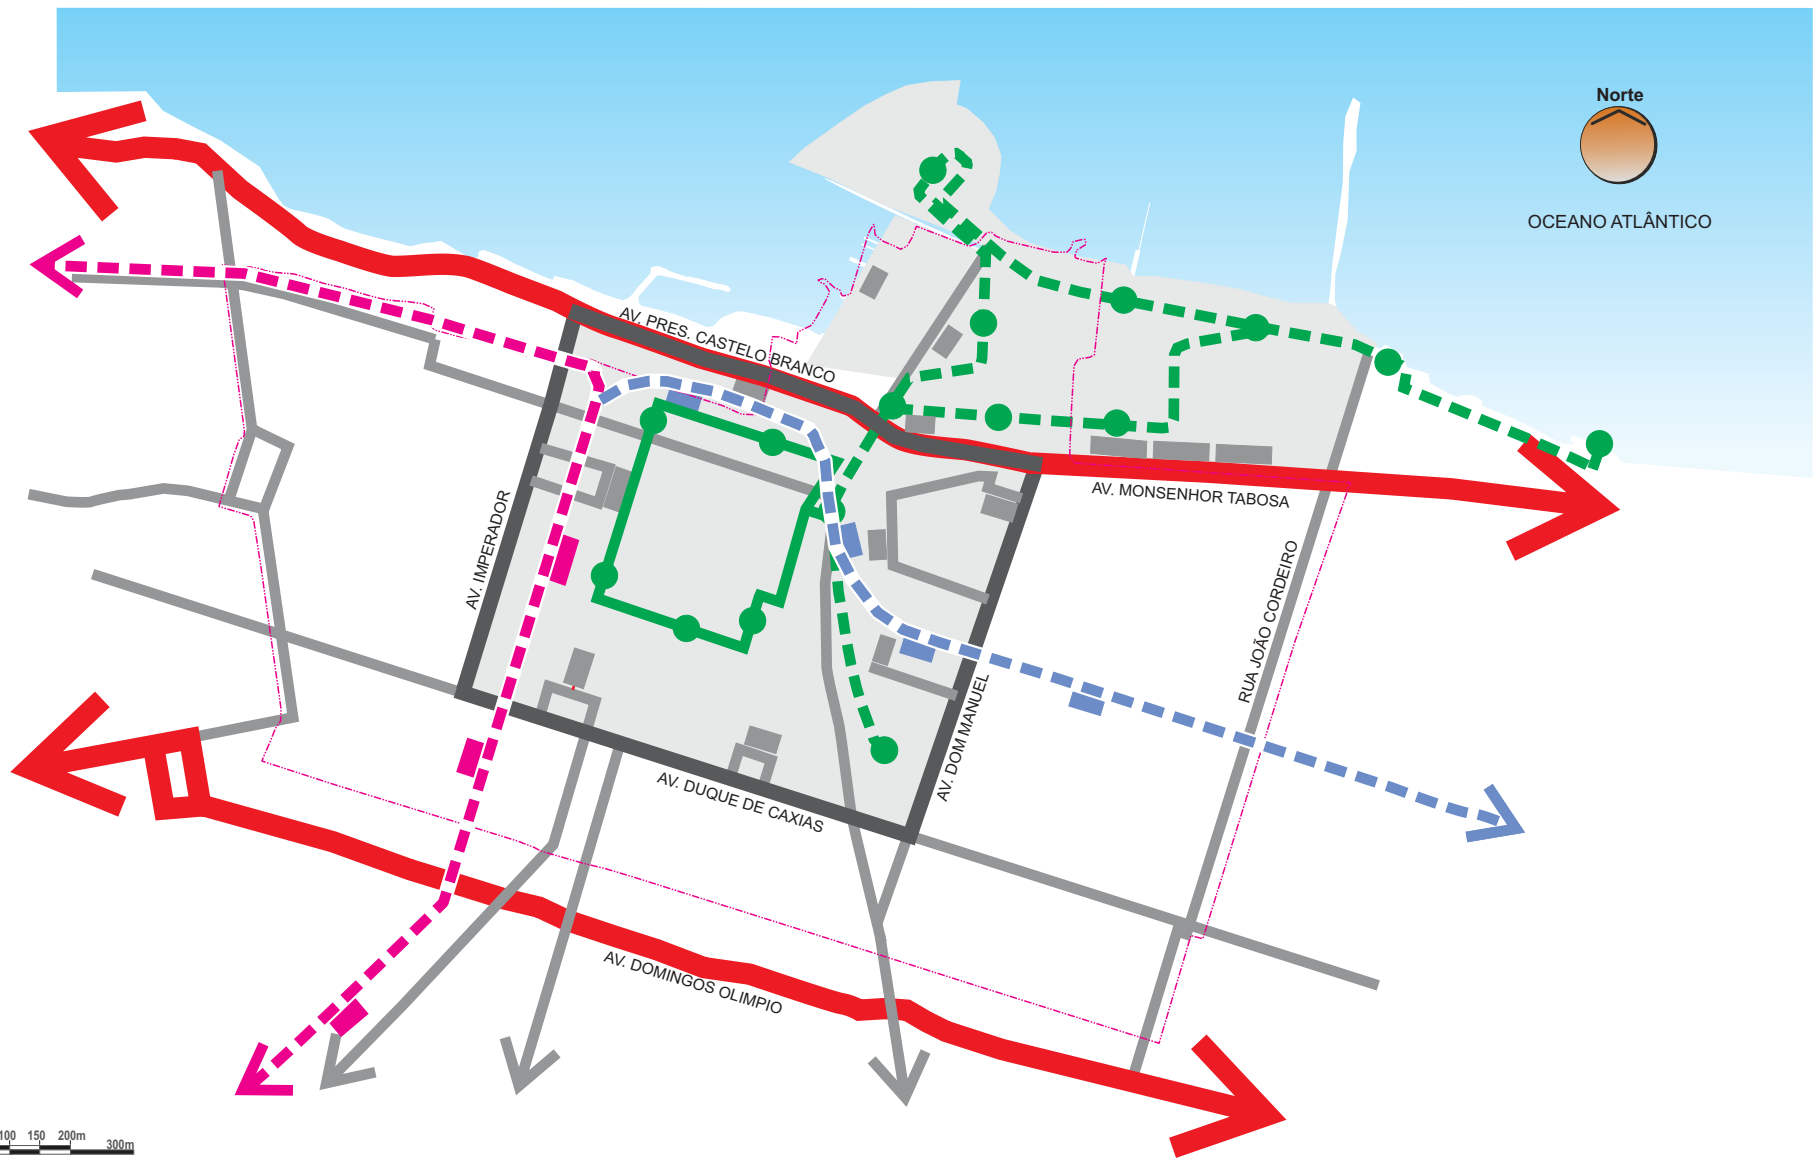 Norte
OCEANO ATLÂNTICO
AV. PRES. CASTELO BRANCO
AV. MONSENHOR TABOSA
AV. IMPERADOR
RUA JOÃO CORDEIRO
AV. DOM MANUEL
AV. DUQUE DE CAXIAS
AV. DOMINGOS OLIMPIO
100 150 200m 300m